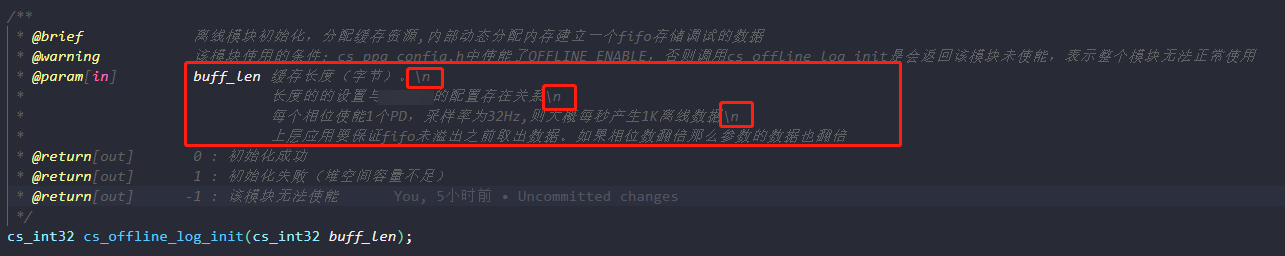 /**
* @brief 离线模块初始化，分配缓存资源,内部动态分配内存建立一个fifo存储调试的数据
* @warning 该模块使用的条件：cs_ppg_config.h中使能了OFFLINE_ENABLE，否则调用cs_offline_log_init是会返回该模块未使能，表示整个模块无法正常使用
* @param[in] buff_len 缓存长度（字节）。\n
* 长度的的设置与 的配置存在关系\n
* 每个相位使能1个PD，采样率为32Hz,则大概每秒产生1K离线数据\n
* 上层应用要保证fifo未溢出之前取出数据。如果相位数翻倍那么参数的数据也翻倍
* @return[out] 0 : 初始化成功
* @return[out] 1 : 初始化失败（堆空间容量不足）
* @return[out] -1 : 该模块无法使能 You, 5小时前 • Uncommitted changes
*/
cs_int32 cs_offline_log_init(cs_int32 buff_len);